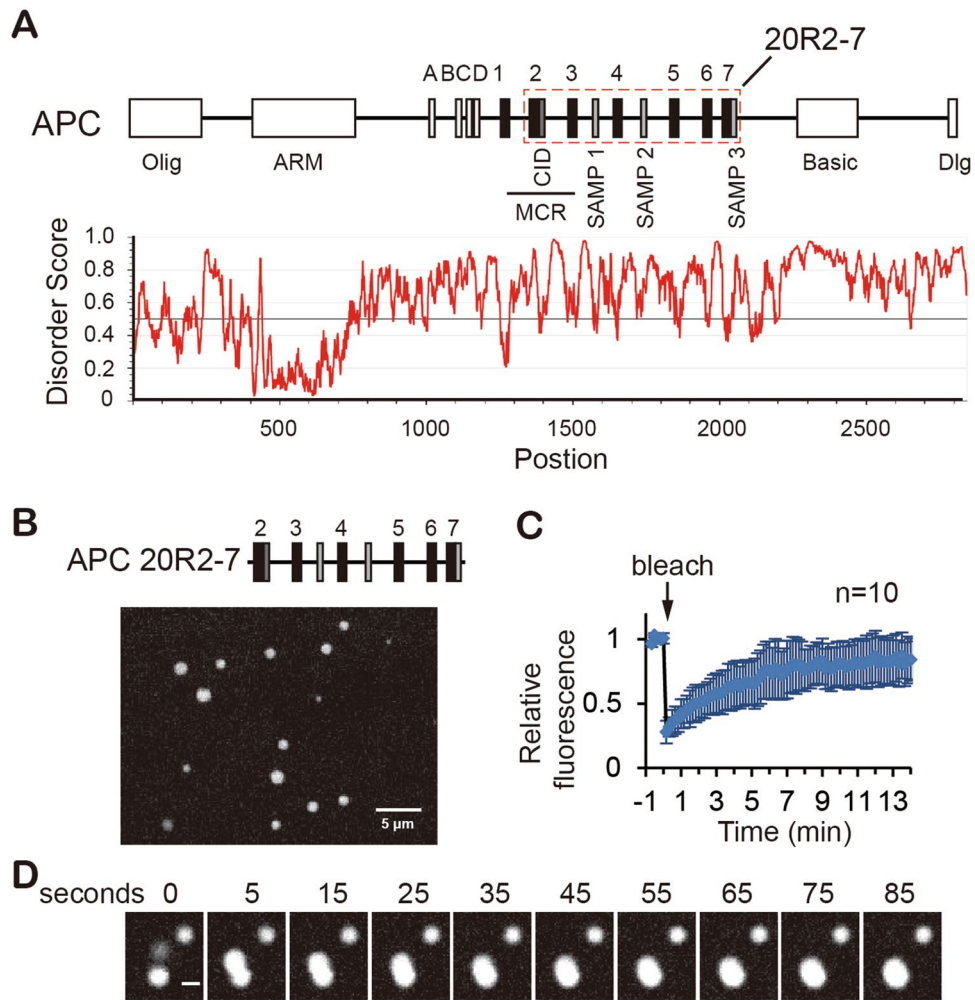 A
20R2-7
A BCD 1 2 3 4 5 6 7
APC
Olig ARM CID SAMP 1 SAMP 2 SAMP 3 Basic Dlg
MCR
Disorder Score
1.0
0.8
0.6
0.4
0.2
0
500 1000 1500 2000 2500
Postion
B
2 3 4 5 6 7
APC 20R2-7
5 µm
C
bleach
n=10
Relative
fluorescence
1
0.5
0
-1 1 3 5 7 9 11 13
Time (min)
D
seconds 0 5 15 25 35 45 55 65 75 85